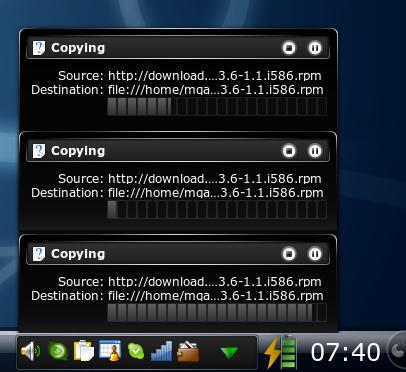 Copying
Source: http://download....3.6-1.1.i586.rpm
Destination: file:///home/mqa...3.6-1.1.i586.rpm
Copying
Source: http://download....3.6-1.1.i586.rpm
Destination: file:///home/mqa...3.6-1.1.i586.rpm
Copying
Source: http://download....3.6-1.1.i586.rpm
Destination: file:///home/mqa...3.6-1.1.i586.rpm
07:40